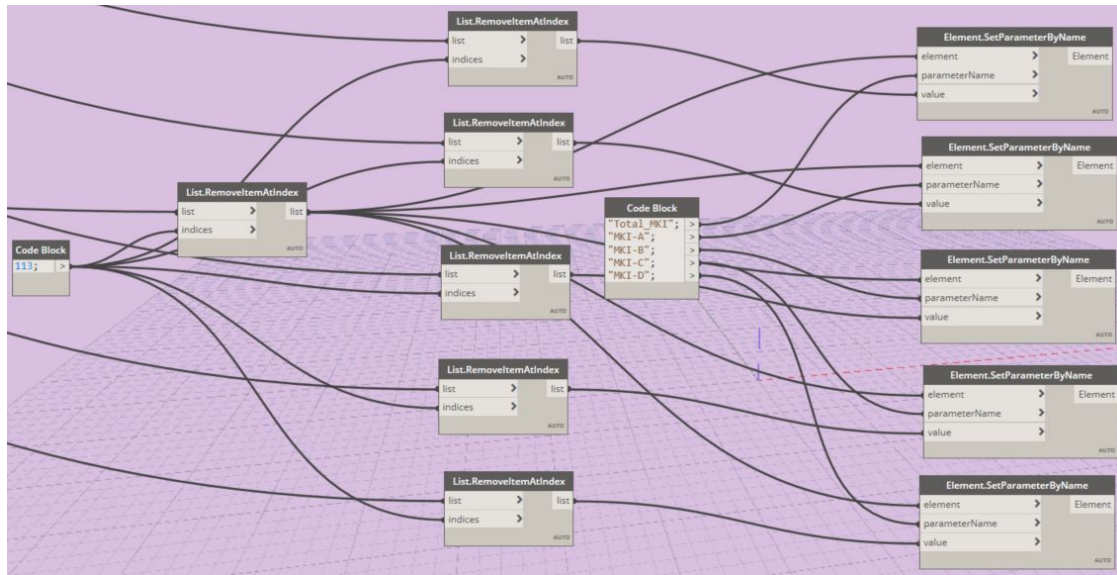 List.RemoveItemAtIndex
list > list
indices >
AUTO
Element.SetParameterByName
element > Element
parameterName >
value >
AUTO
List.RemoveItemAtIndex
list > list
indices >
AUTO
Element.SetParameterByName
element > Element
parameterName >
value >
AUTO
List.RemoveItemAtIndex
list > list
indices >
AUTO
Code Block
"Total_MKI"; >
"MKI-A"; >
"MKI-B"; >
"MKI-C"; >
"MKI-D"; >
Code Block
113; >
List.RemoveItemAtIndex
list > list
indices >
AUTO
Element.SetParameterByName
element > Element
parameterName >
value >
AUTO
List.RemoveItemAtIndex
list > list
indices >
AUTO
Element.SetParameterByName
element > Element
parameterName >
value >
AUTO
List.RemoveItemAtIndex
list > list
indices >
AUTO
Element.SetParameterByName
element > Element
parameterName >
value >
AUTO